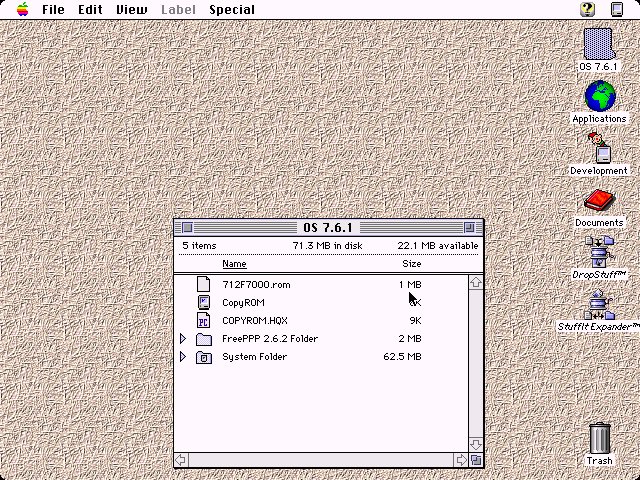 File Edit View Label Special
OS 7.6.1
Applications
Development
Documents
DropStuff™
StuffIt Expander™
Trash
OS 7.6.1
5 items 71.3 MB in disk 22.1 MB available
Name Size
712F7000.rom 1 MB
CopyROM
PC
COPYROM.HQX 9K
FreePPP 2.6.2 Folder 2 MB
System Folder 62.5 MB